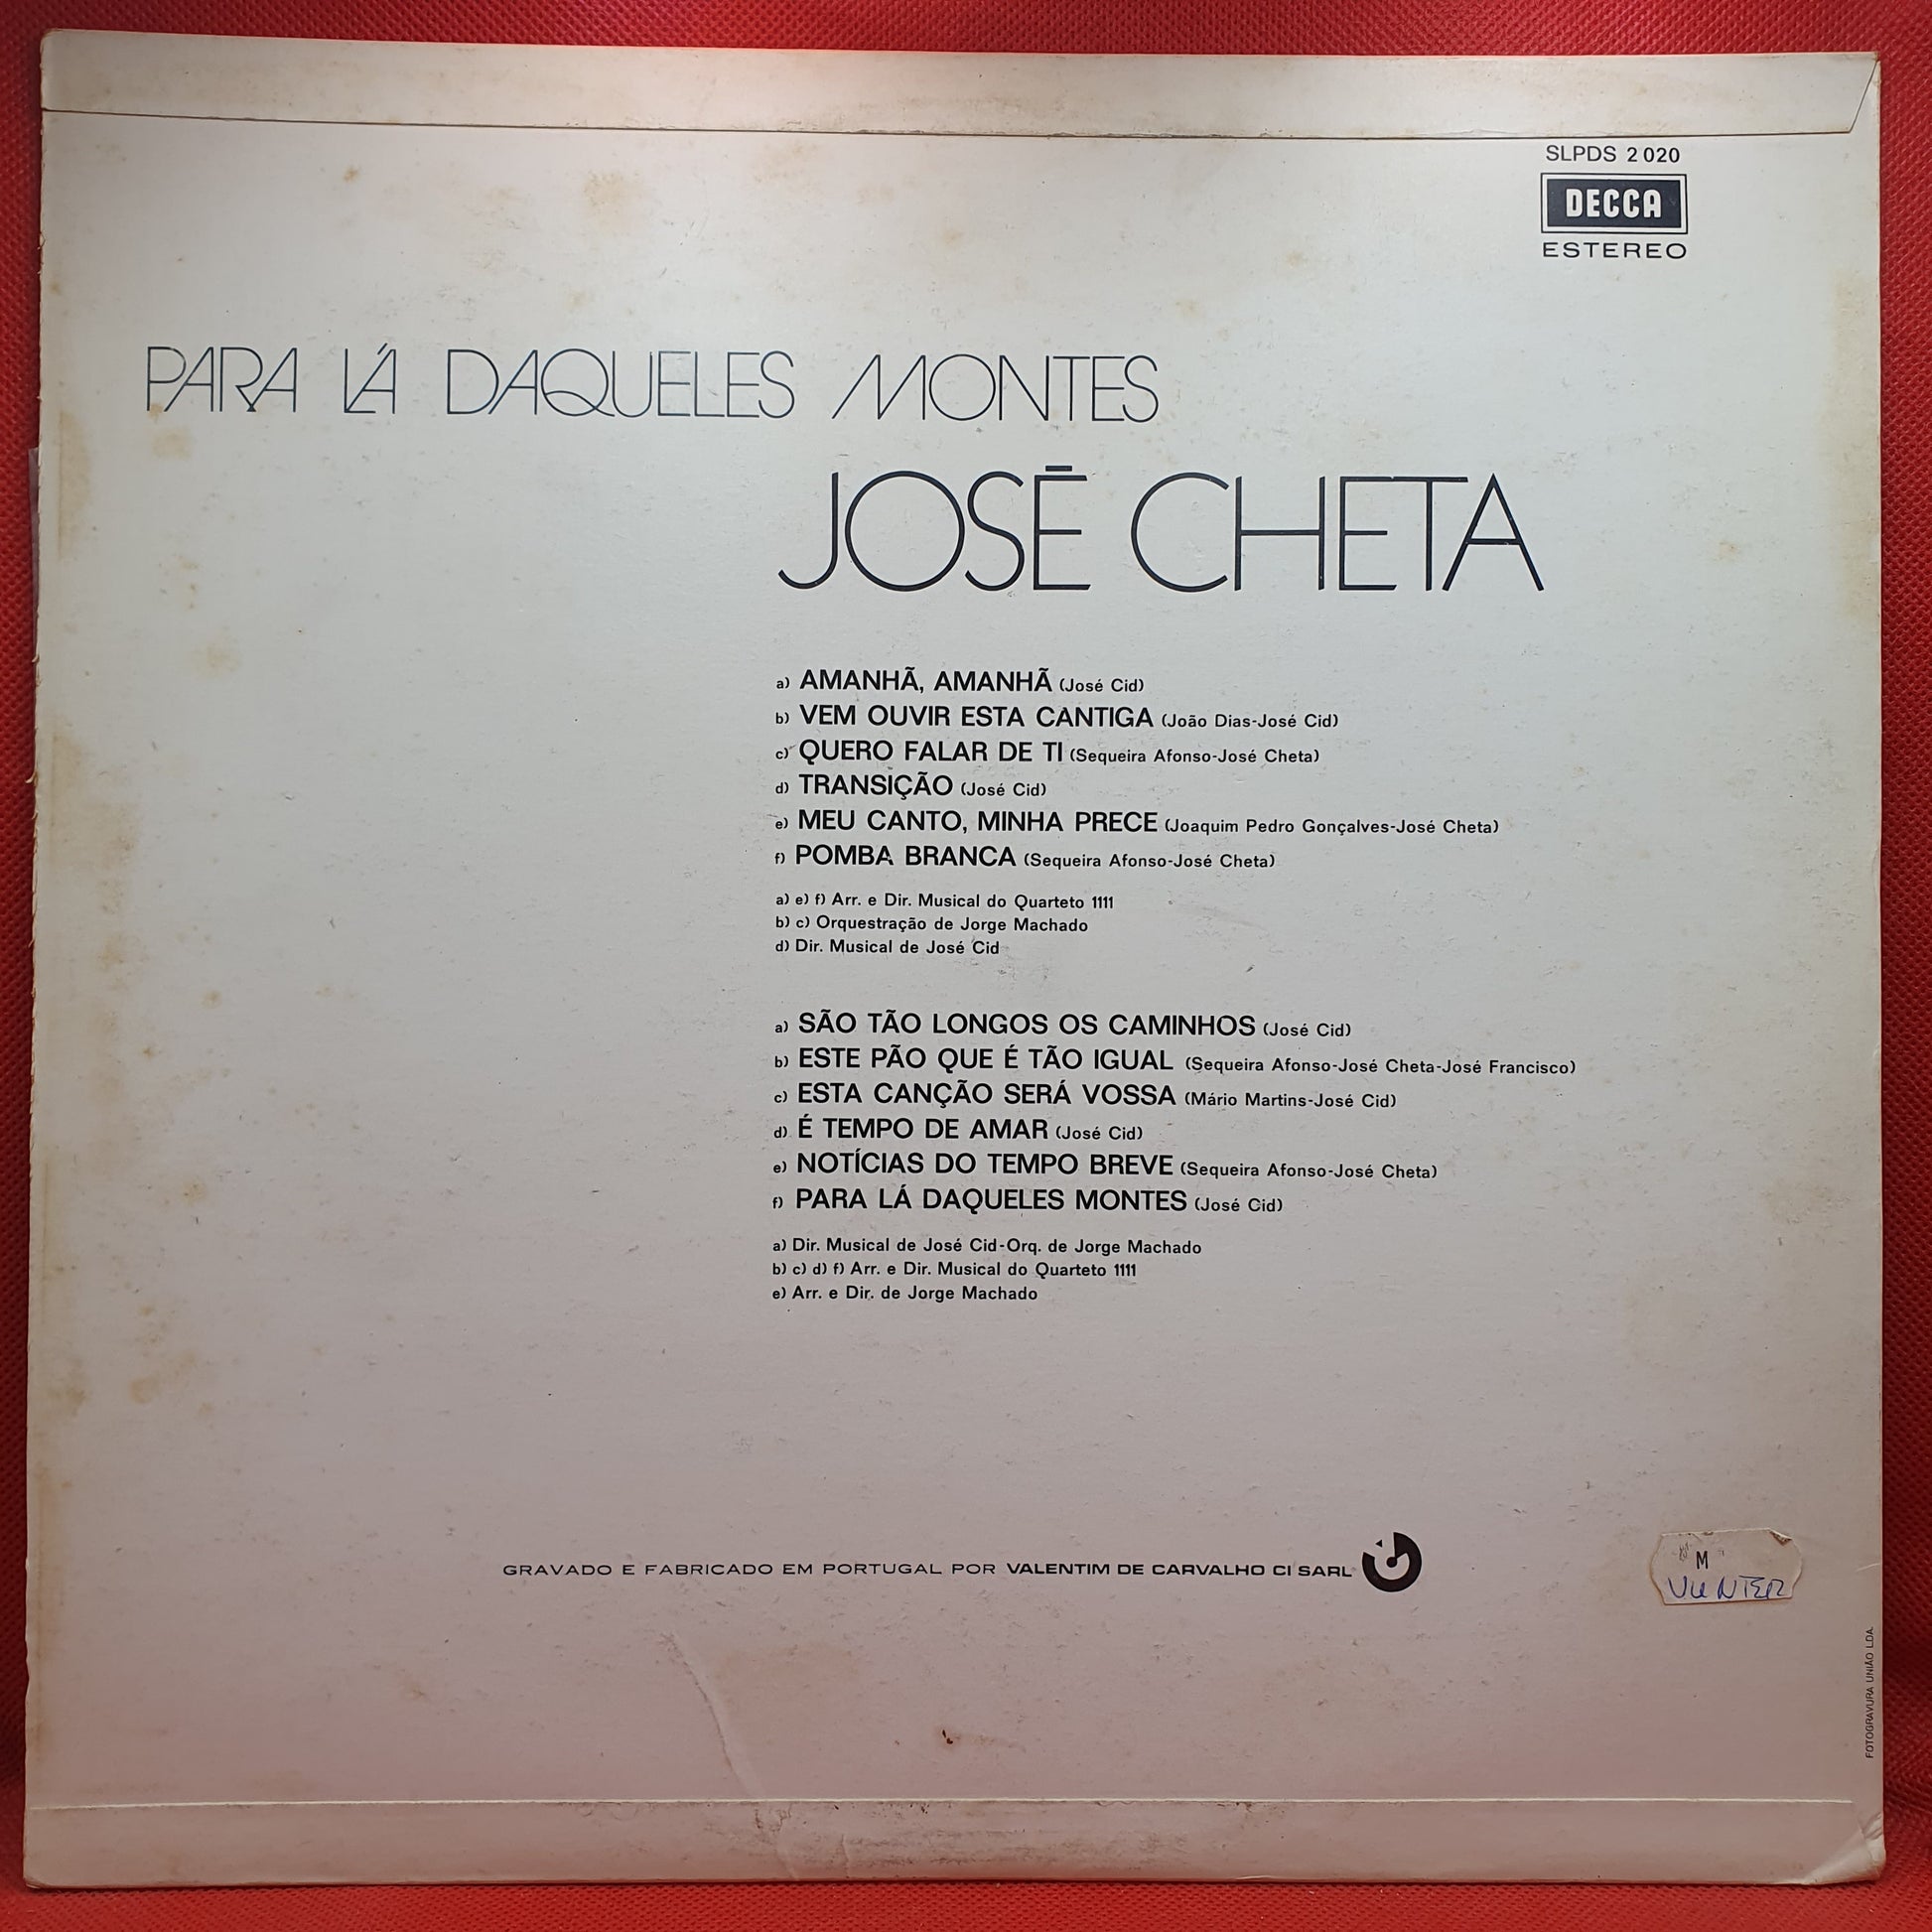 SLPDS 2020
DECCA
ESTEREO
PARA LÁ DAQUELES MONTES
JOSÉ CHETA
a) AMANHÃ, AMANHÃ (José Cid)
b) VEM OUVIR ESTA CANTIGA (João Dias-José Cid)
c) QUERO FALAR DE TI (Sequeira Afonso-José Cheta)
d) TRANSIÇÃO (José Cid)
e) MEU CANTO, MINHA PRECE (Joaquim Pedro Gonçalves-José Cheta)
f) POMBA BRANCA (Sequeira Afonso-José Cheta)
a) e) f) Arr. e Dir. Musical do Quarteto 1111
b) c) Orquestração de Jorge Machado
d) Dir. Musical de José Cid
a) SÃO TÃO LONGOS OS CAMINHOS (José Cid)
b) ESTE PÃO QUE É TÃO IGUAL (Sequeira Afonso-José Cheta-José Francisco)
c) ESTA CANÇÃO SERÁ VOSSA (Mário Martins-José Cid)
d) É TEMPO DE AMAR (José Cid)
e) NOTÍCIAS DO TEMPO BREVE (Sequeira Afonso-José Cheta)
f) PARA LÁ DAQUELES MONTES (José Cid)
a) Dir. Musical de José Cid-Orq. de Jorge Machado
b) c) d) f) Arr. e Dir. Musical do Quarteto 1111
e) Arr. e Dir. de Jorge Machado
GRAVADO E FABRICADO EM PORTUGAL POR VALENTIM DE CARVALHO CI SARL
M
FOTOGRAVURA UNIÃO LDA.